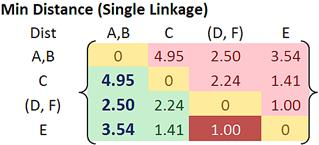 Min Distance (Single Linkage)
Dist A,B C (D, F) E
A,B 0 4.95 2.50 3.54
C 4.95 0 2.24 1.41
(D, F) 2.50 2.24 0 1.00
E 3.54 1.41 1.00 0